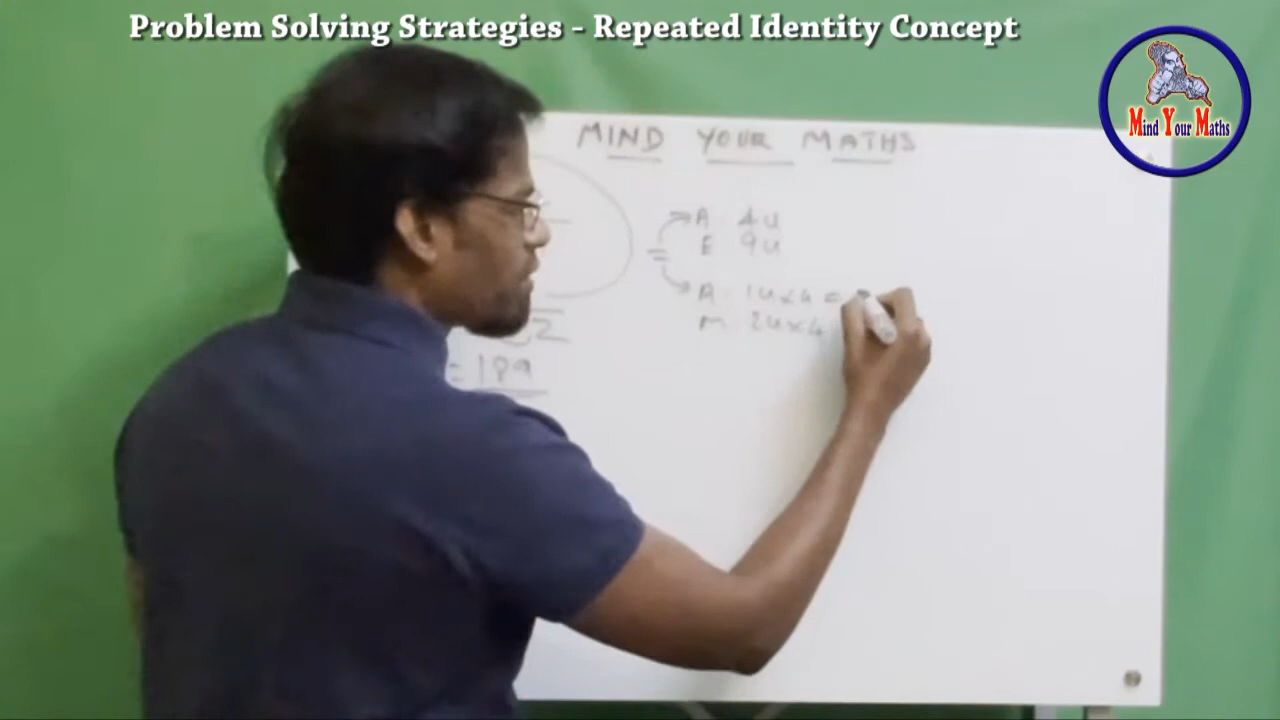 Problem Solving Strategies - Repeated Identity Concept
Mind Your Maths
MIND YOUR MATHS
A 4u
E 9u
A 1u×4 =
M 2u×4
= 189